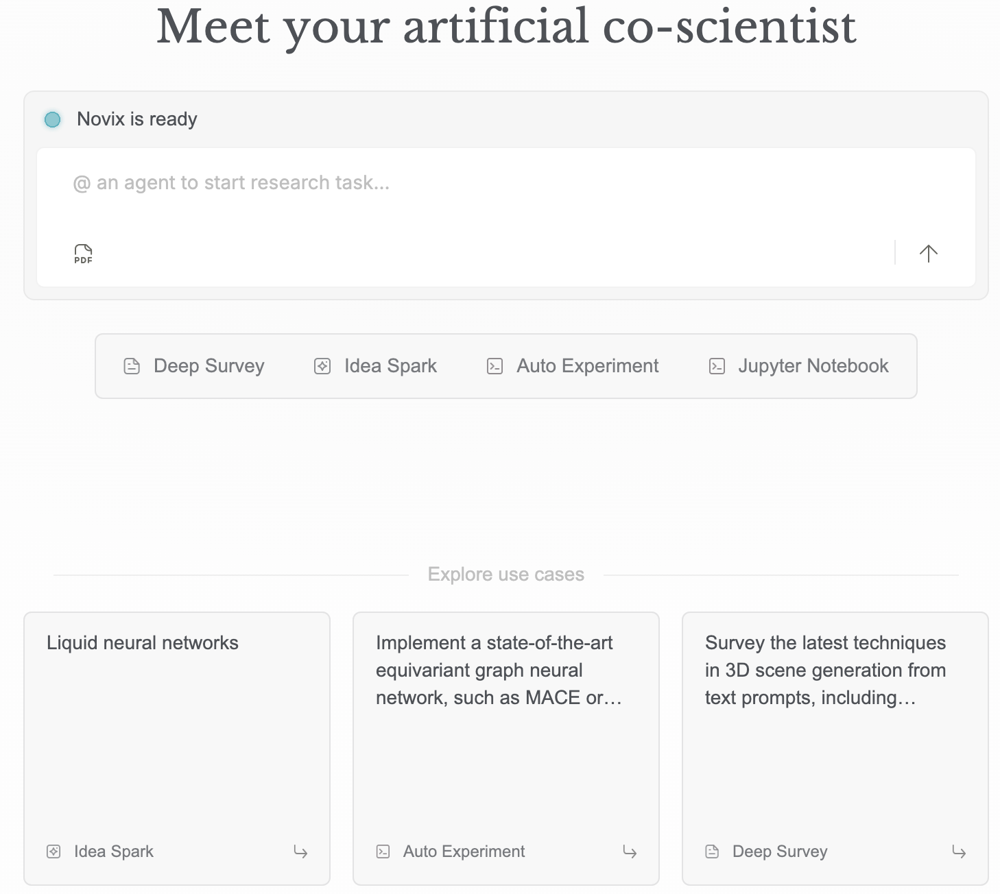 Meet your artificial co-scientist
Novix is ready
@ an agent to start research task...
PDF
Deep Survey
Idea Spark
Auto Experiment
Jupyter Notebook
Explore use cases
Liquid neural networks
Idea Spark
Implement a state-of-the-art
equivariant graph neural
network, such as MACE or…
Auto Experiment
Survey the latest techniques
in 3D scene generation from
text prompts, including…
Deep Survey